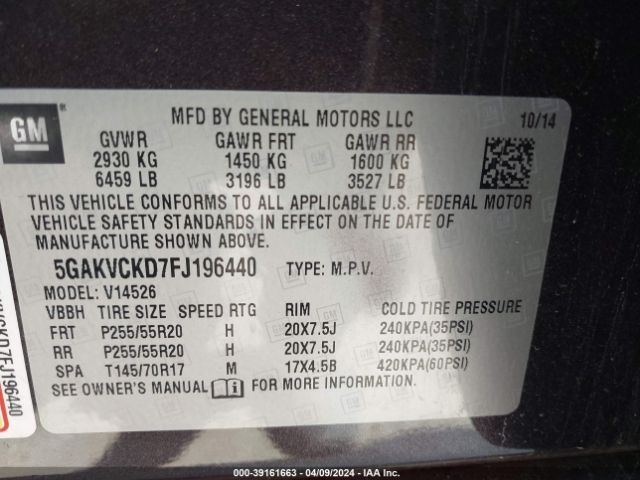 GM ®
MFD BY GENERAL MOTORS LLC 10/14
GVWR GAWR FRT GAWR RR
2930 KG 1450 KG 1600 KG
6459 LB 3196 LB 3527 LB
THIS VEHICLE CONFORMS TO ALL APPLICABLE U.S. FEDERAL MOTOR
VEHICLE SAFETY STANDARDS IN EFFECT ON THE DATE OF
MANUFACTURE SHOWN ABOVE.
5GAKVCKD7FJ196440 TYPE: M.P.V.
MODEL: V14526
VBBH TIRE SIZE SPEED RTG RIM COLD TIRE PRESSURE
FRT P255/55R20 H 20X7.5J 240KPA(35PSI)
RR P255/55R20 H 20X7.5J 240KPA(35PSI)
SPA T145/70R17 M 17X4.5B 420KPA(60PSI)
SEE OWNER'S MANUAL FOR MORE INFORMATION.
000-39161663 / 04/09/2024 / IAA Inc.